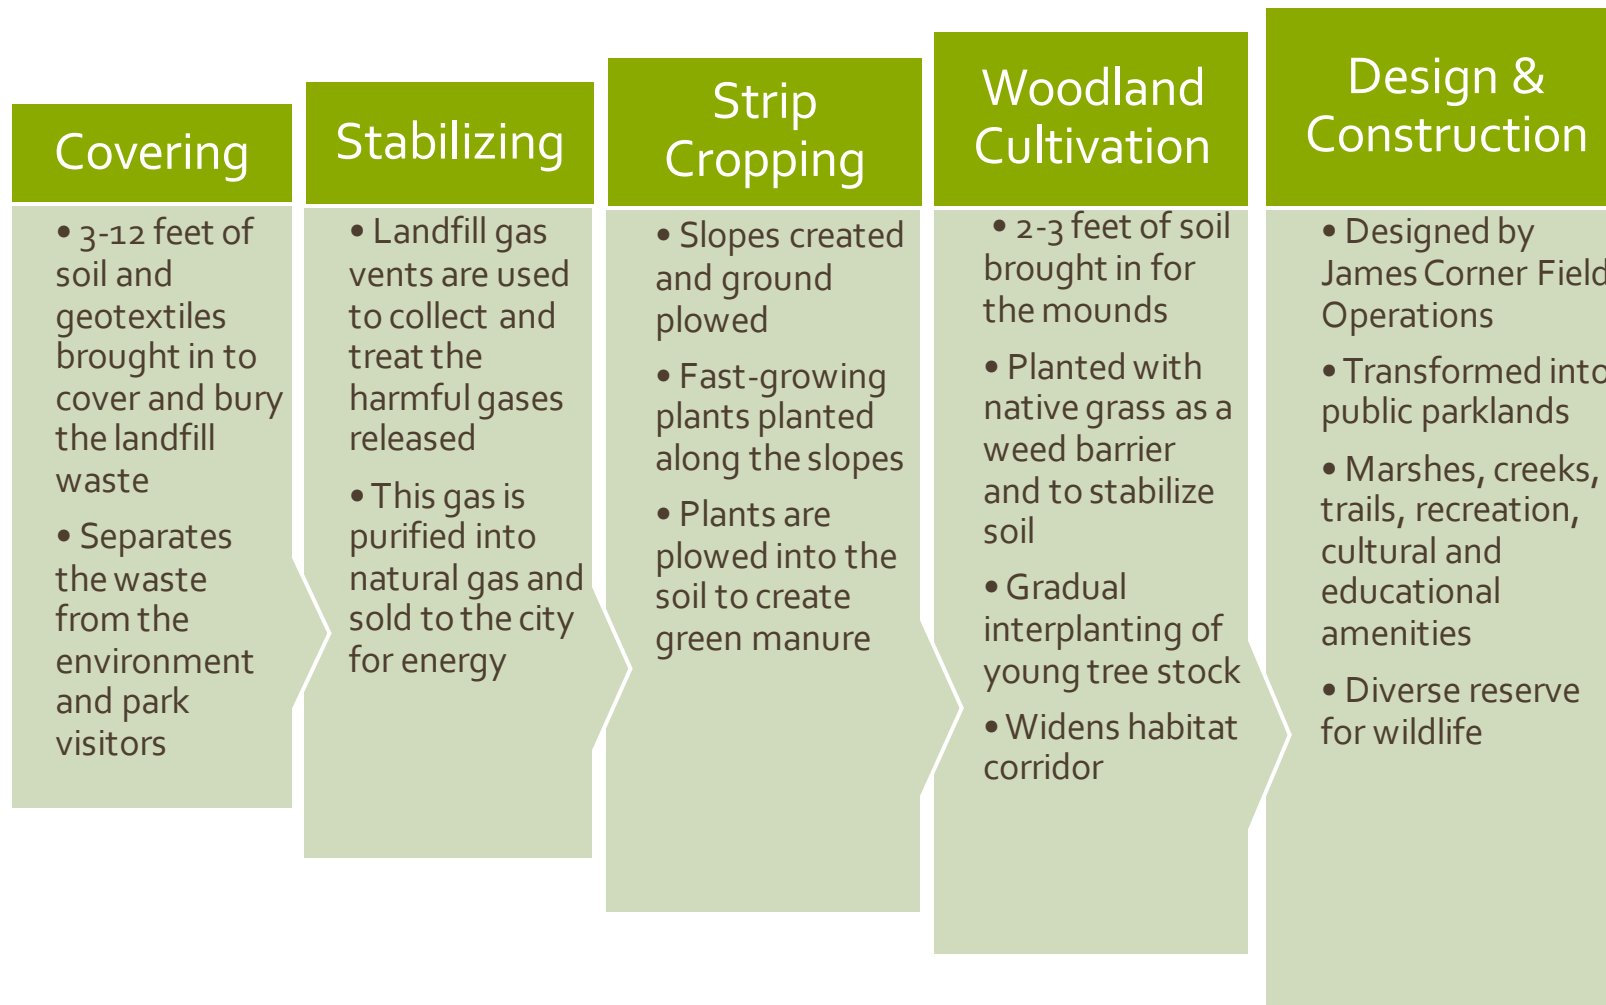 Covering
• 3-12 feet of
soil and
geotextiles
brought in to
cover and bury
the landfill
waste
• Separates
the waste
from the
environment
and park
visitors
Stabilizing
• Landfill gas
vents are used
to collect and
treat the
harmful gases
released
• This gas is
purified into
natural gas and
sold to the city
for energy
Strip
Cropping
• Slopes created
and ground
plowed
• Fast-growing
plants planted
along the slopes
• Plants are
plowed into the
soil to create
green manure
Woodland
Cultivation
• 2-3 feet of soil
brought in for
the mounds
• Planted with
native grass as a
weed barrier
and to stabilize
soil
• Gradual
interplanting of
young tree stock
• Widens habitat
corridor
Design &
Construction
• Designed by
James Corner Field
Operations
• Transformed into
public parklands
• Marshes, creeks,
trails, recreation,
cultural and
educational
amenities
• Diverse reserve
for wildlife